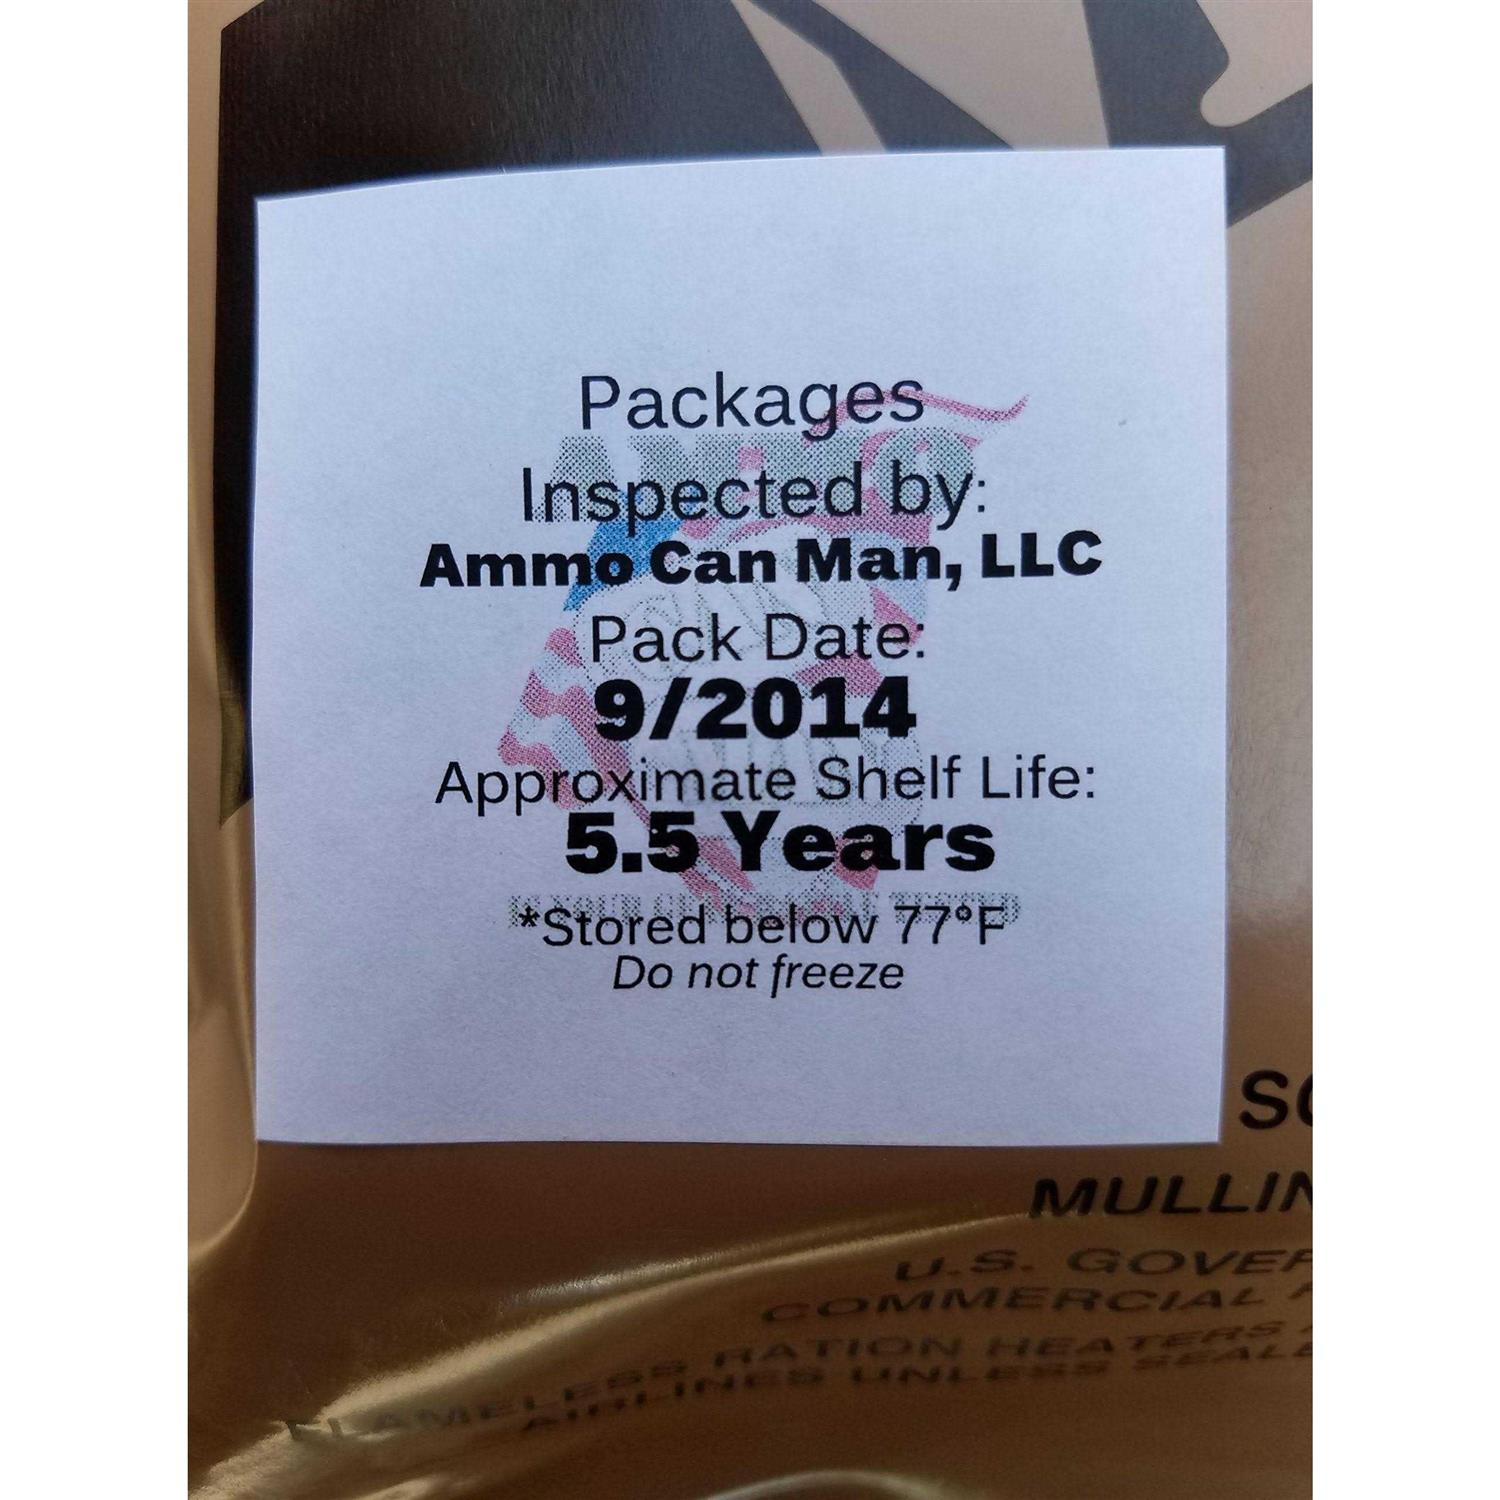 Packages
Inspected by:
Ammo Can Man, LLC
Pack Date:
9/2014
Approximate Shelf Life:
5.5 Years
*Stored below 77°F
Do not freeze
MULLIN
U.S. GOVER
COMMERCIAL
FLAMELESS RATION HEATERS
AIRLINES UNLESS SEALE